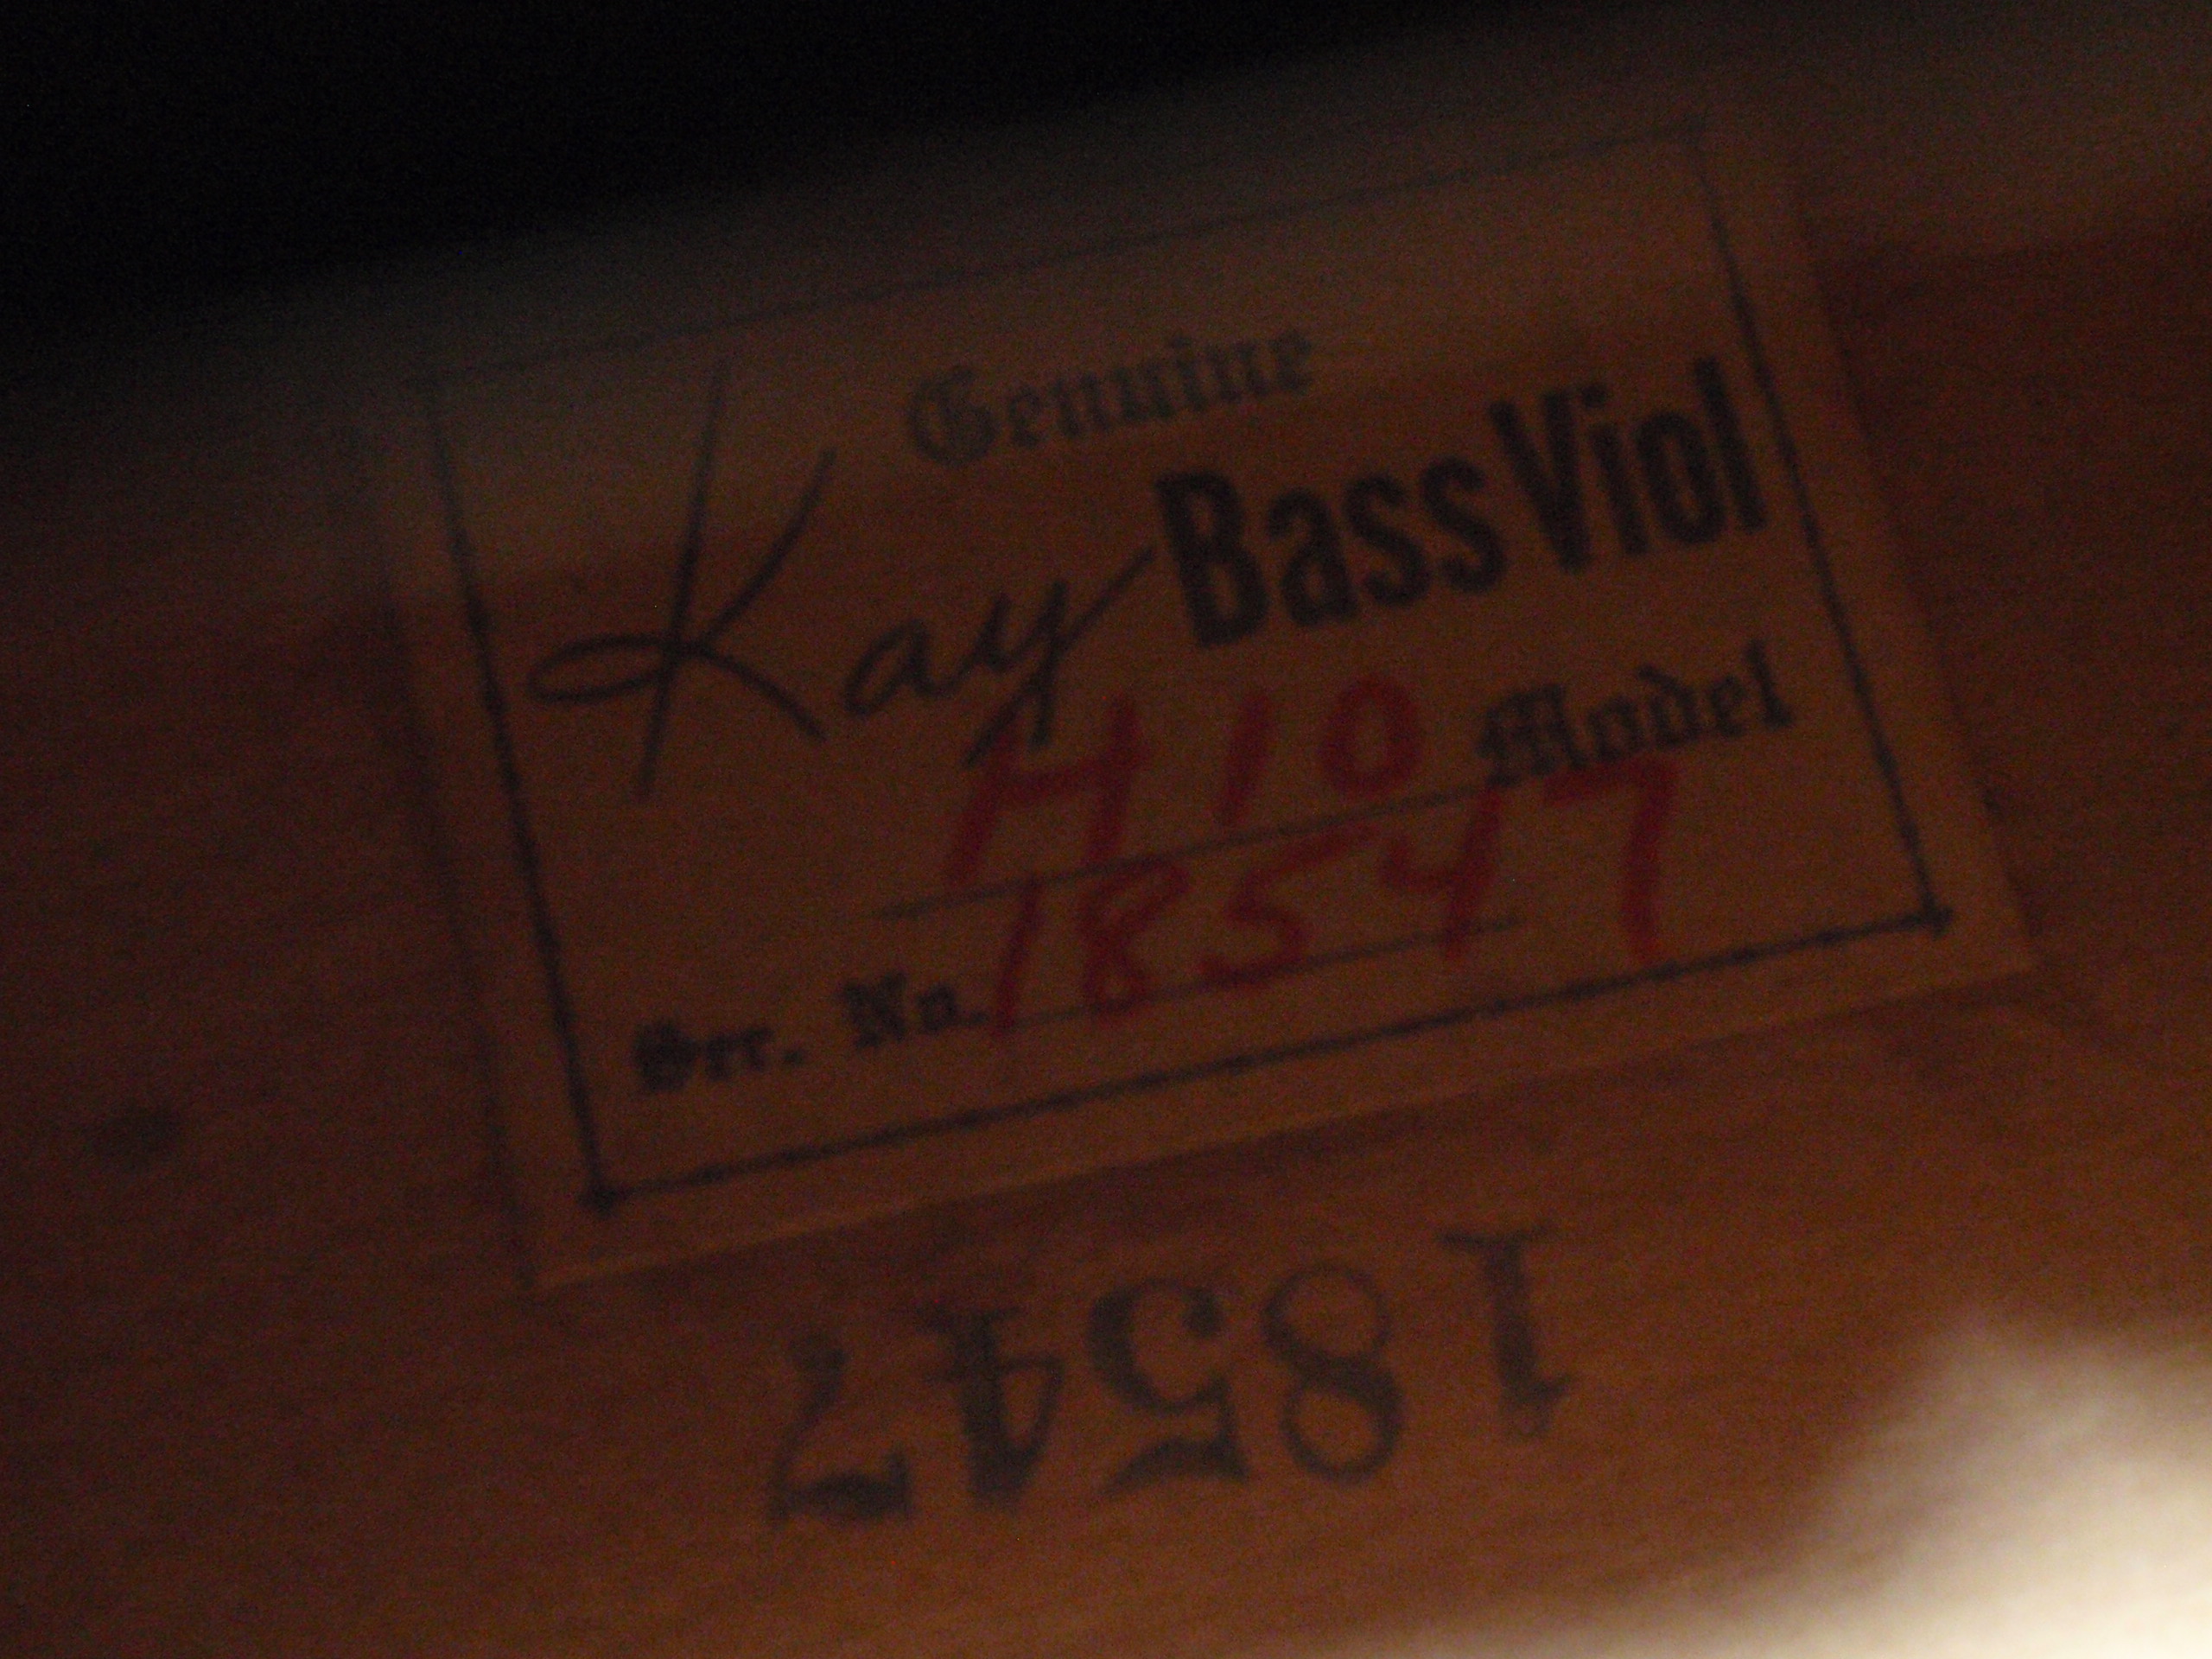 Genuine
Kay Bass Viol
H10 Model
Ser. No. 18547
18547